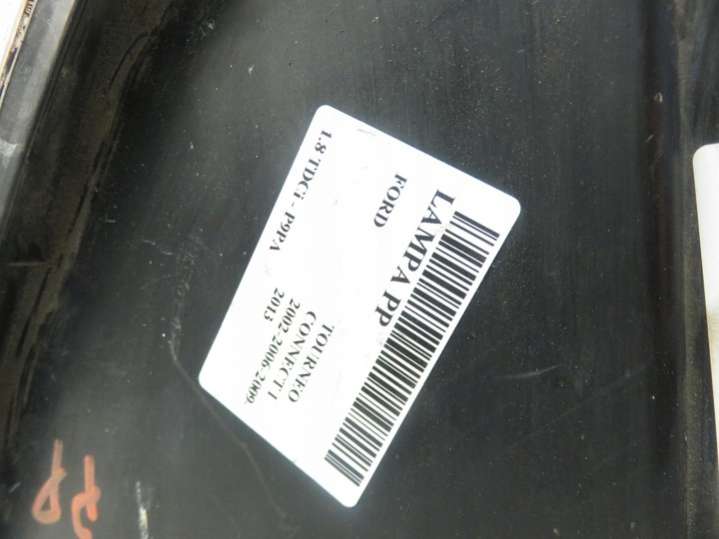 LAMPA PP
FORD
TOURNEO
CONNECT I
2002-2006-2009.
2013
1.8 TDCi - P9PA
PP